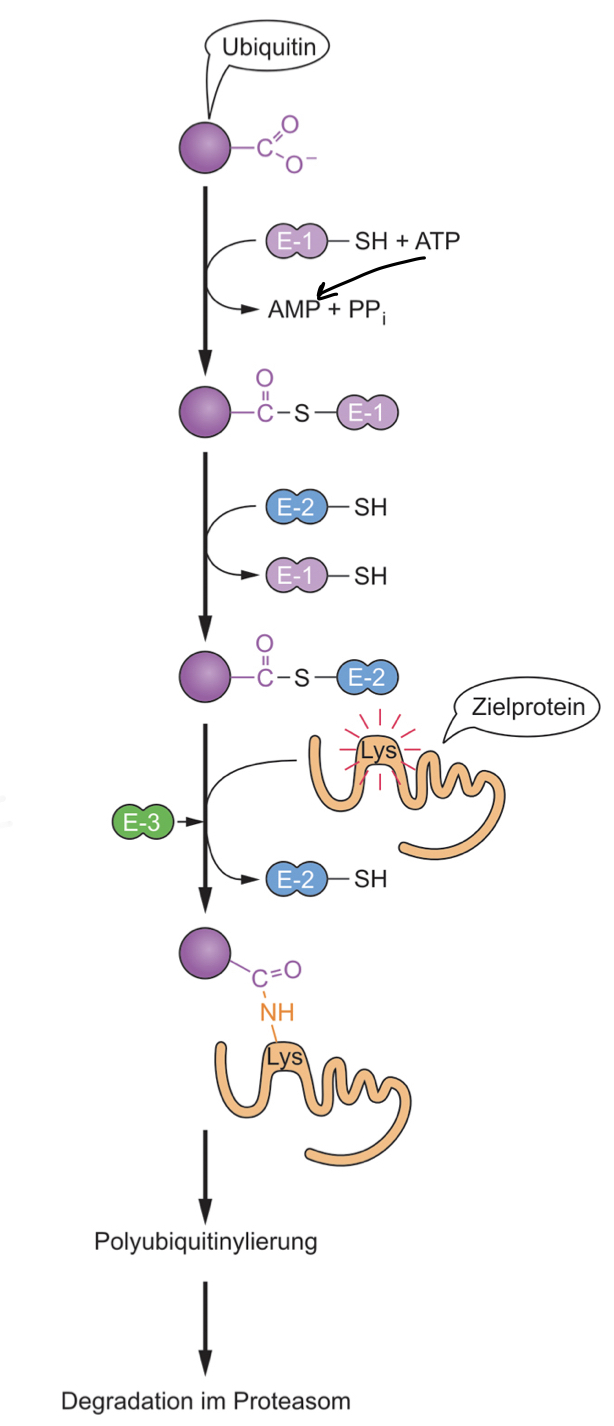 Ubiquitin
C
O
O⁻
E-1 SH + ATP
AMP + PPi
O
C S E-1
E-2 SH
E-1 SH
O
C S E-2
Zielprotein
Lys
E-3
E-2 SH
C O
NH
Lys
Polyubiquitinylierung
Degradation im Proteasom